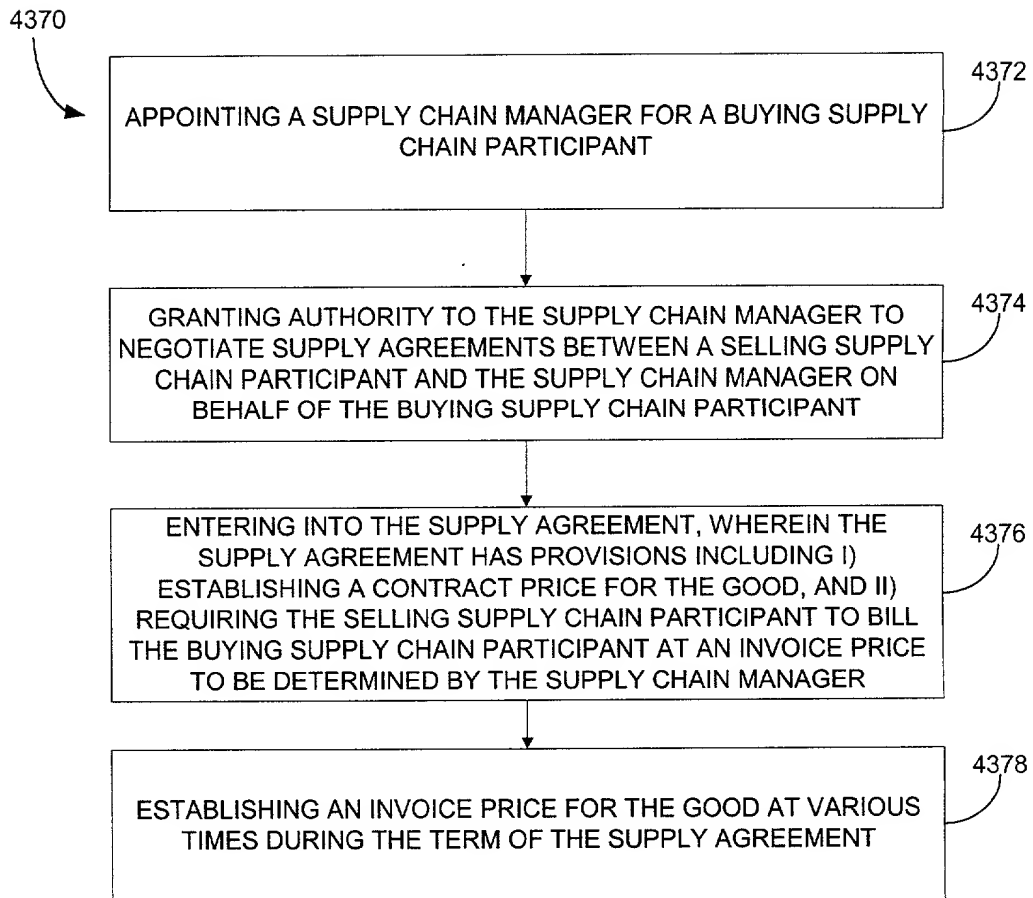 4370
4372
APPOINTING A SUPPLY CHAIN MANAGER FOR A BUYING SUPPLY
CHAIN PARTICIPANT
4374
GRANTING AUTHORITY TO THE SUPPLY CHAIN MANAGER TO
NEGOTIATE SUPPLY AGREEMENTS BETWEEN A SELLING SUPPLY
CHAIN PARTICIPANT AND THE SUPPLY CHAIN MANAGER ON
BEHALF OF THE BUYING SUPPLY CHAIN PARTICIPANT
4376
ENTERING INTO THE SUPPLY AGREEMENT, WHEREIN THE
SUPPLY AGREEMENT HAS PROVISIONS INCLUDING I)
ESTABLISHING A CONTRACT PRICE FOR THE GOOD, AND II)
REQUIRING THE SELLING SUPPLY CHAIN PARTICIPANT TO BILL
THE BUYING SUPPLY CHAIN PARTICIPANT AT AN INVOICE PRICE
TO BE DETERMINED BY THE SUPPLY CHAIN MANAGER
4378
ESTABLISHING AN INVOICE PRICE FOR THE GOOD AT VARIOUS
TIMES DURING THE TERM OF THE SUPPLY AGREEMENT